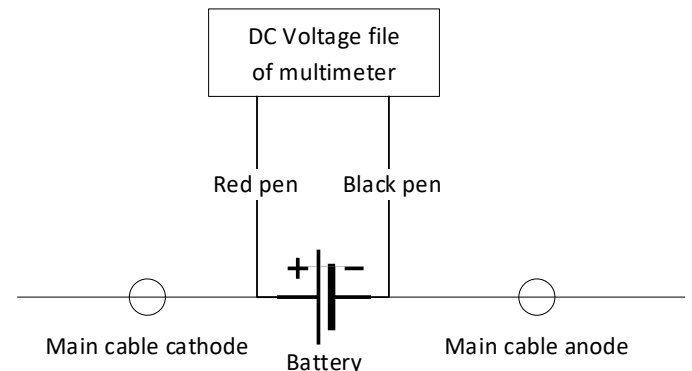 DC Voltage file
of multimeter
Red pen
Black pen
+
−
Main cable cathode
Battery
Main cable anode